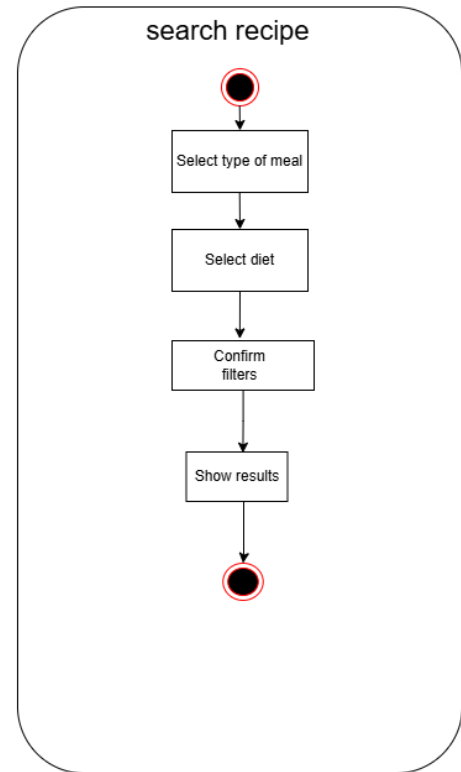 search recipe
Select type of meal
Select diet
Confirm
filters
Show results